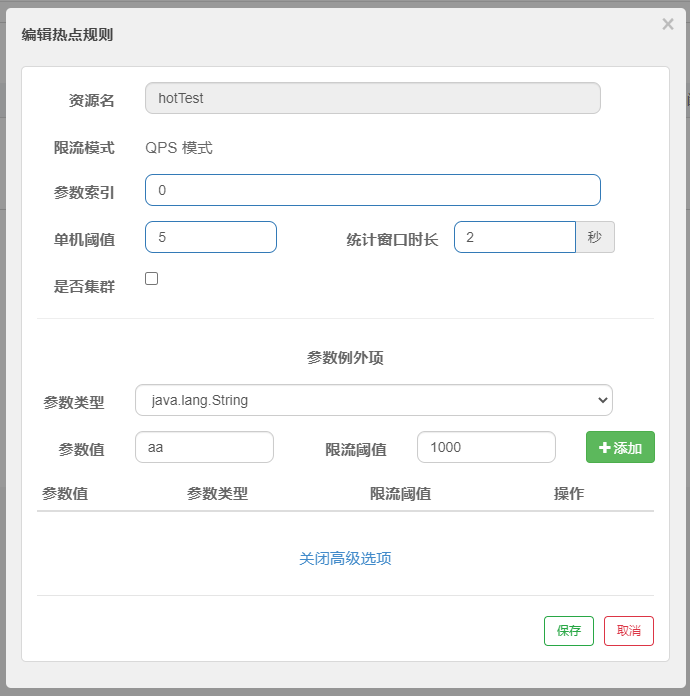 编辑热点规则 ×
资源名 hotTest
限流模式 QPS 模式
参数索引 0
单机阈值 5 统计窗口时长 2 秒
是否集群
参数例外项
参数类型 java.lang.String
参数值 aa 限流阈值 1000 +添加
参数值 参数类型 限流阈值 操作
关闭高级选项
保存 取消